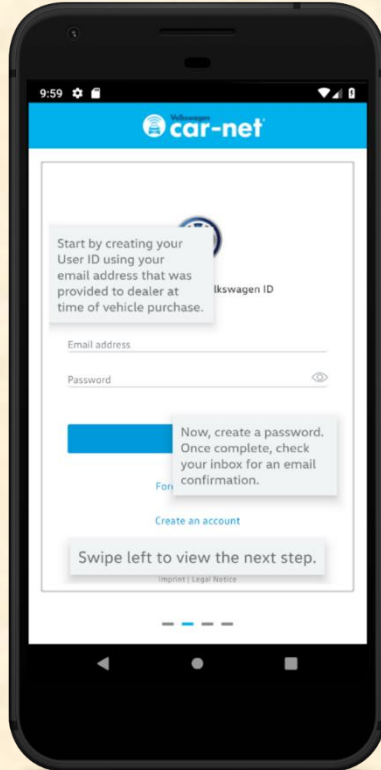 9:59
Volkswagen
car-net
Start by creating your
User ID using your
email address that was
provided to dealer at
time of vehicle purchase.
lkswagen ID
Email address
Password
Now, create a password.
Once complete, check
your inbox for an email
confirmation.
For
Create an account
Swipe left to view the next step.
Imprint | Legal Notice